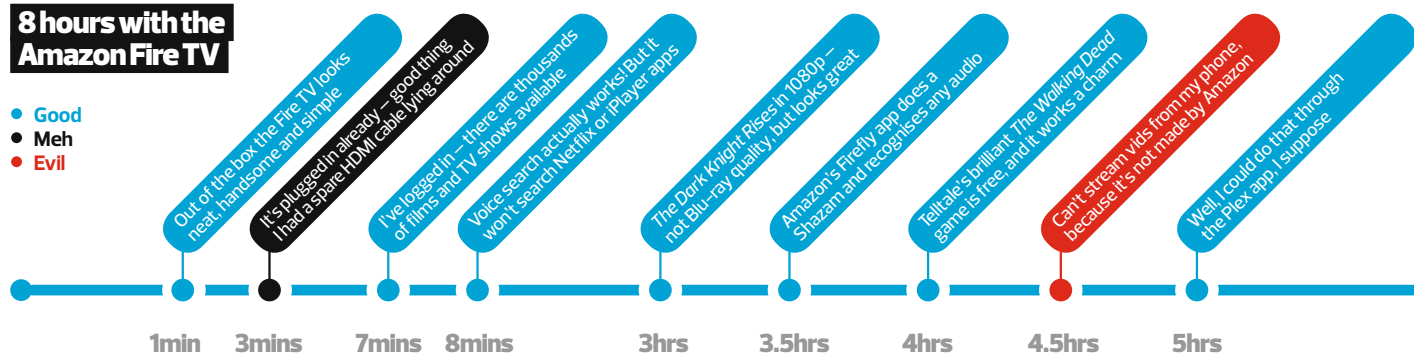 8 hours with the
Amazon Fire TV
Good
Meh
Evil
Out of the box the Fire TV looks
neat, handsome and simple
It's plugged in already – good thing
I had a spare HDMI cable lying around
I've logged in – there are thousands
of films and TV shows available
Voice search actually works! But it
won't search Netflix or iPlayer apps
The Dark Knight Rises in 1080p –
not Blu-ray quality, but looks great
Amazon's Firefly app does a
Shazam and recognises any audio
Telltale's brilliant The Walking Dead
game is free, and it works a charm
Can't stream vids from my phone,
because it's not made by Amazon
Well, I could do that through
the Plex app, I suppose
1min
3mins
7mins
8mins
3hrs
3.5hrs
4hrs
4.5hrs
5hrs